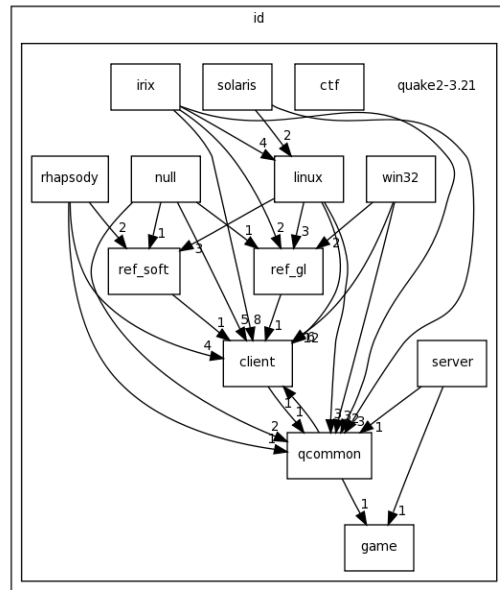 id
irix
solaris
ctf
quake2-3.21
4
2
rhapsody
null
linux
win32
2
1
3
1
2
3
2
ref_soft
ref_gl
1
5
8
1
4
client
server
1
1
2
1
3
1
qcommon
1
1
game